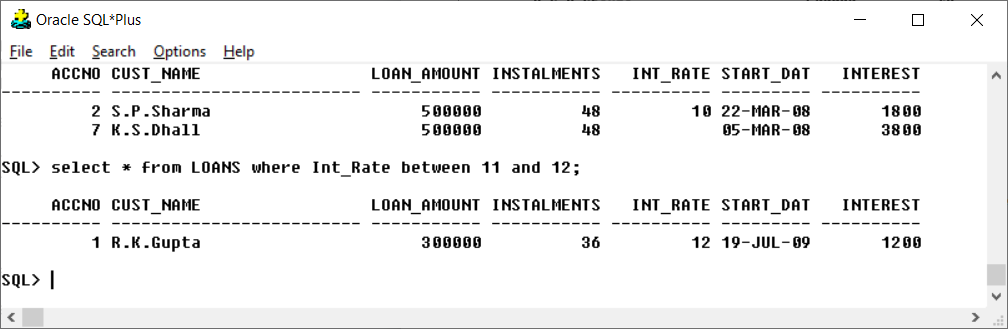 Oracle SQL*Plus
File Edit Search Options Help
ACCNO CUST_NAME LOAN_AMOUNT INSTALMENTS INT_RATE START_DAT INTEREST
---------- ------------------------- ----------- ----------- ---------- --------- ----------
2 S.P.Sharma 500000 48 10 22-MAR-08 1800
7 K.S.Dhall 500000 48 05-MAR-08 3800
SQL> select * from LOANS where Int_Rate between 11 and 12;
ACCNO CUST_NAME LOAN_AMOUNT INSTALMENTS INT_RATE START_DAT INTEREST
---------- ------------------------- ----------- ----------- ---------- --------- ----------
1 R.K.Gupta 300000 36 12 19-JUL-09 1200
SQL>